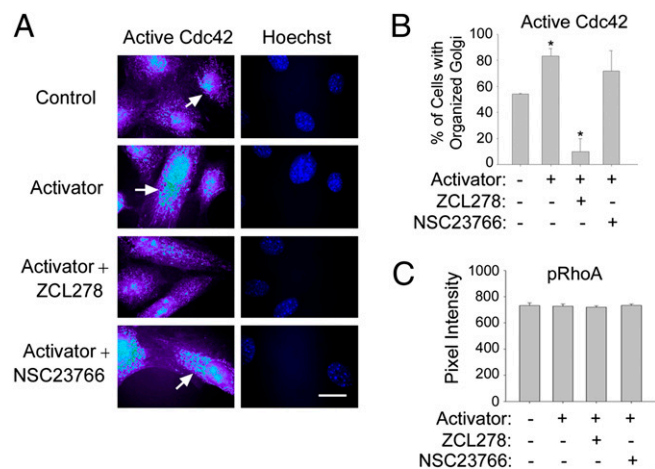 A
Active Cdc42 Hoechst
Control
Activator
Activator +
ZCL278
Activator +
NSC23766
B
Active Cdc42
% of Cells with
Organized Golgi
100
80
60
40
20
0
*
*
Activator: - + + +
ZCL278: - - + -
NSC23766: - - - +
C
pRhoA
Pixel Intensity
1000
800
600
400
200
0
Activator: - + + +
ZCL278: - - + -
NSC23766: - - - +